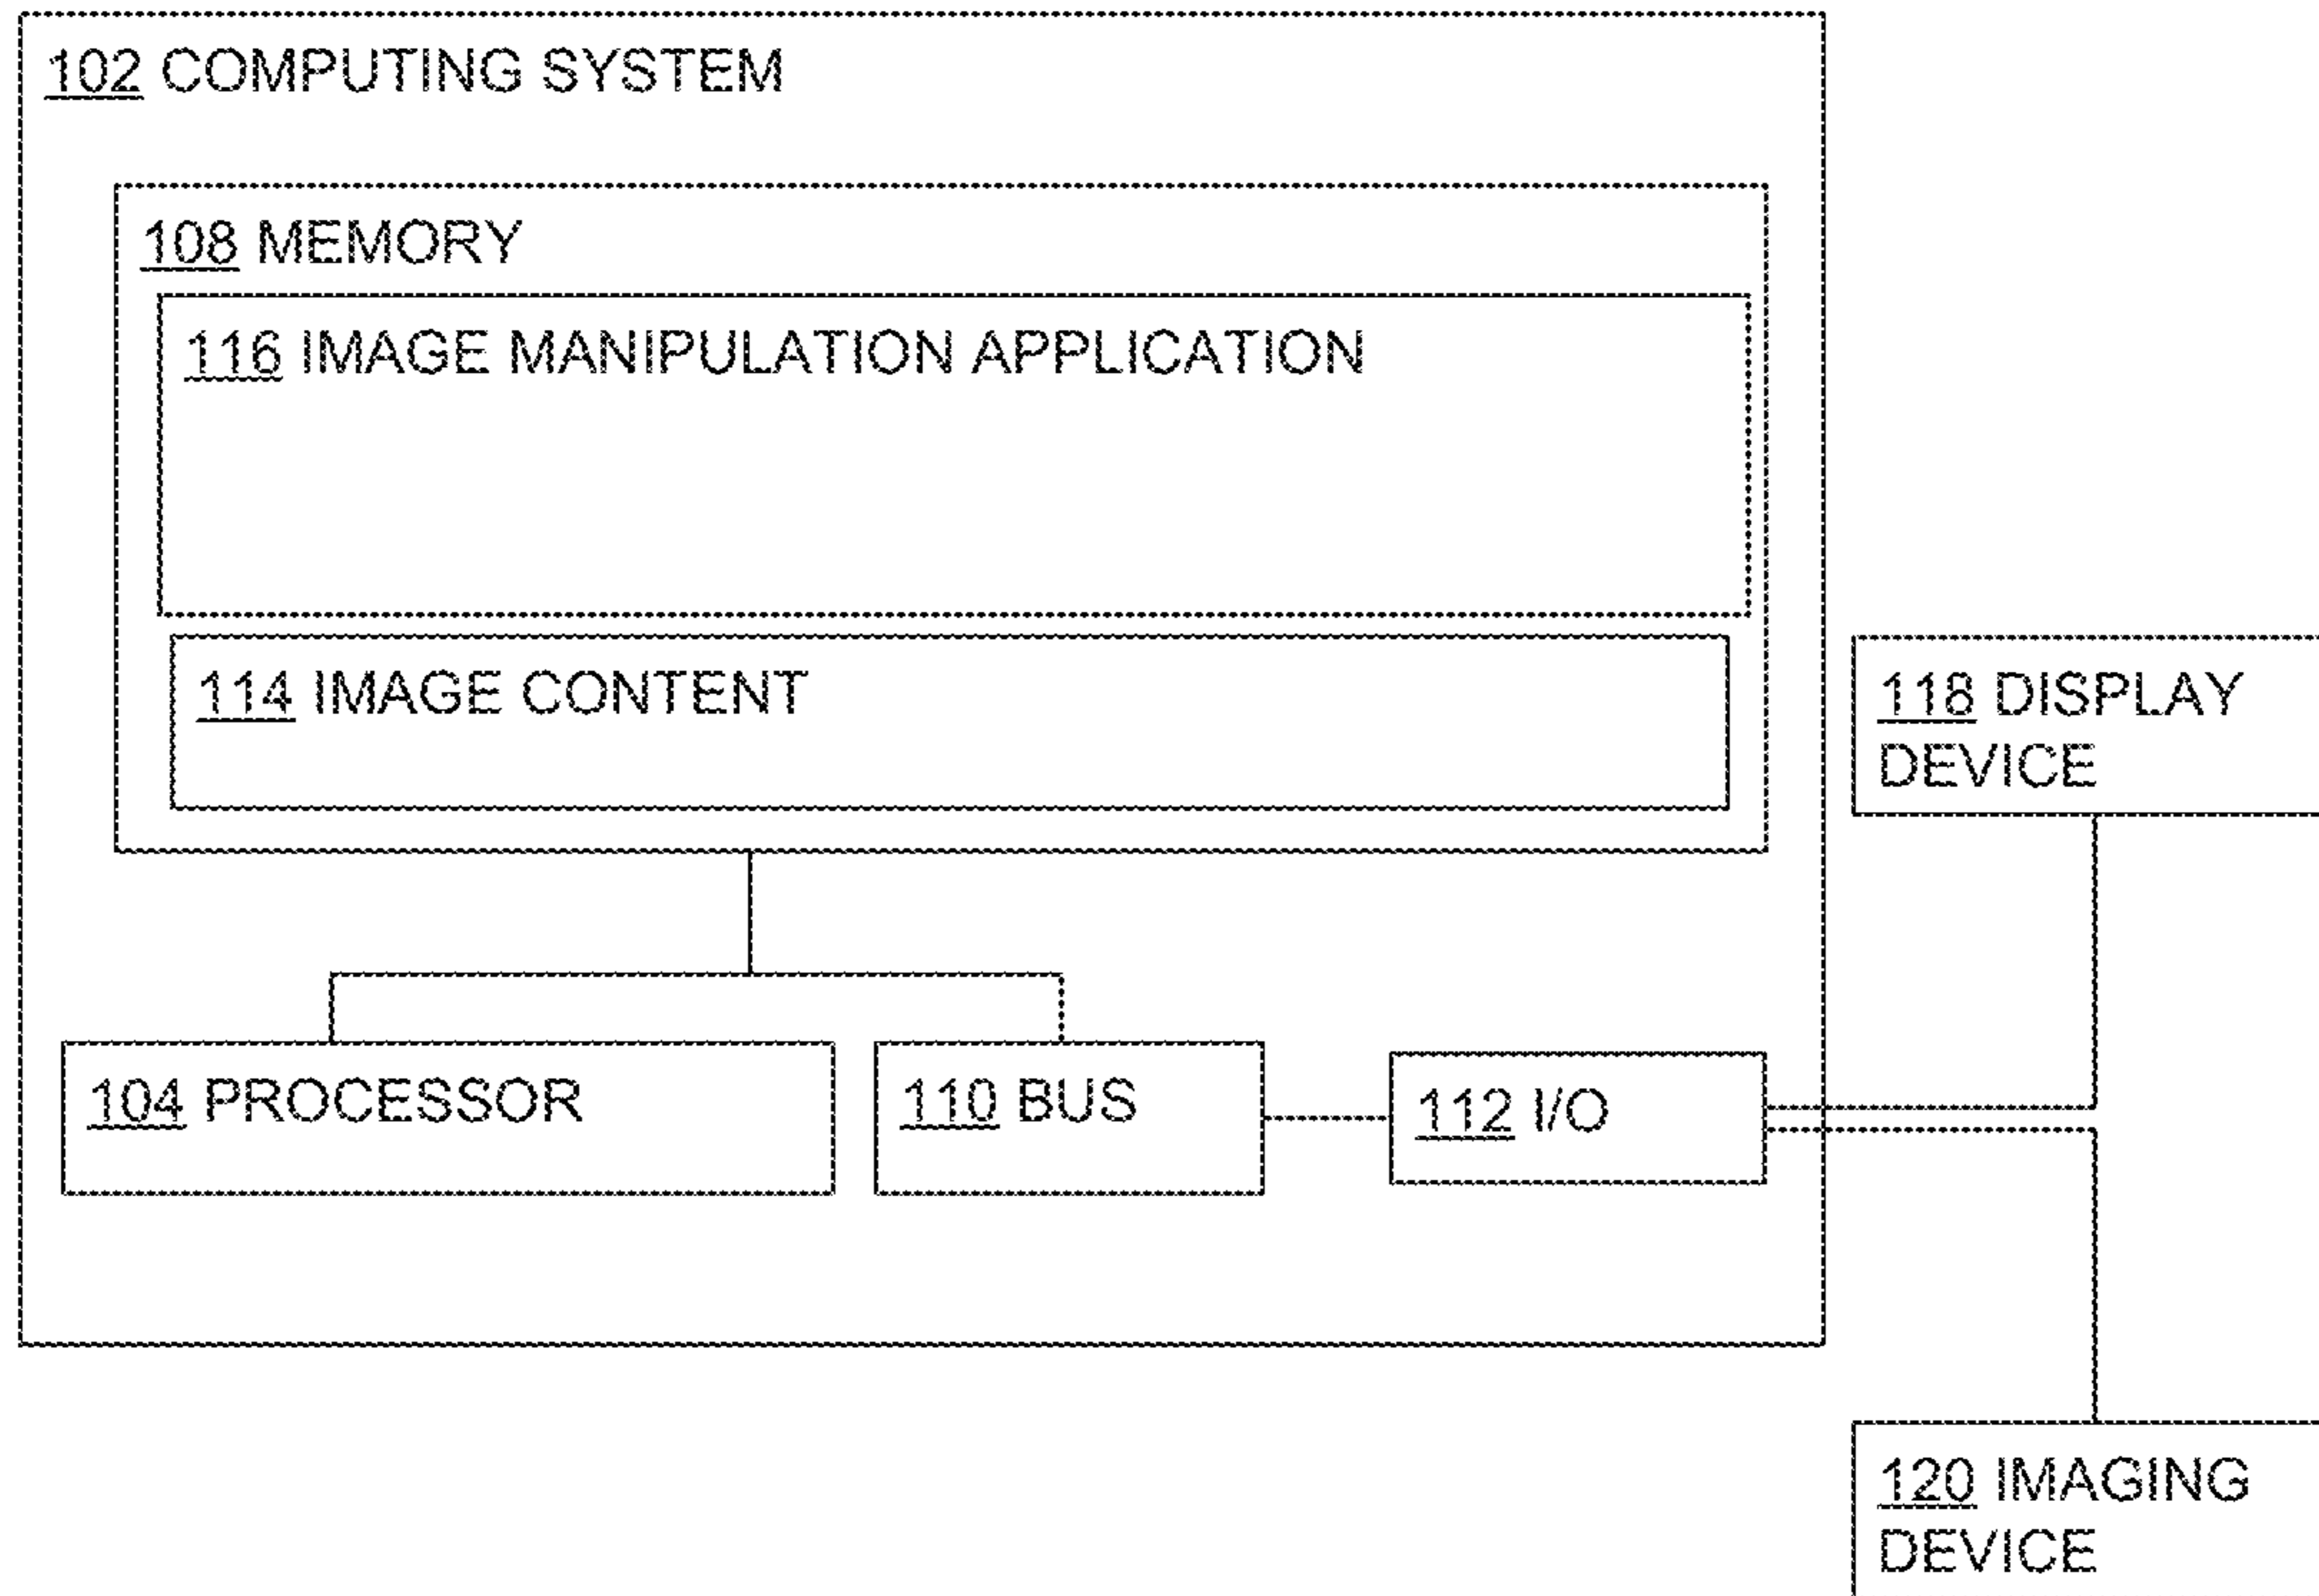 102 COMPUTING SYSTEM
108 MEMORY
116 IMAGE MANIPULATION APPLICATION
114 IMAGE CONTENT
118 DISPLAY
DEVICE
104 PROCESSOR
110 BUS
112 I/O
120 IMAGING
DEVICE